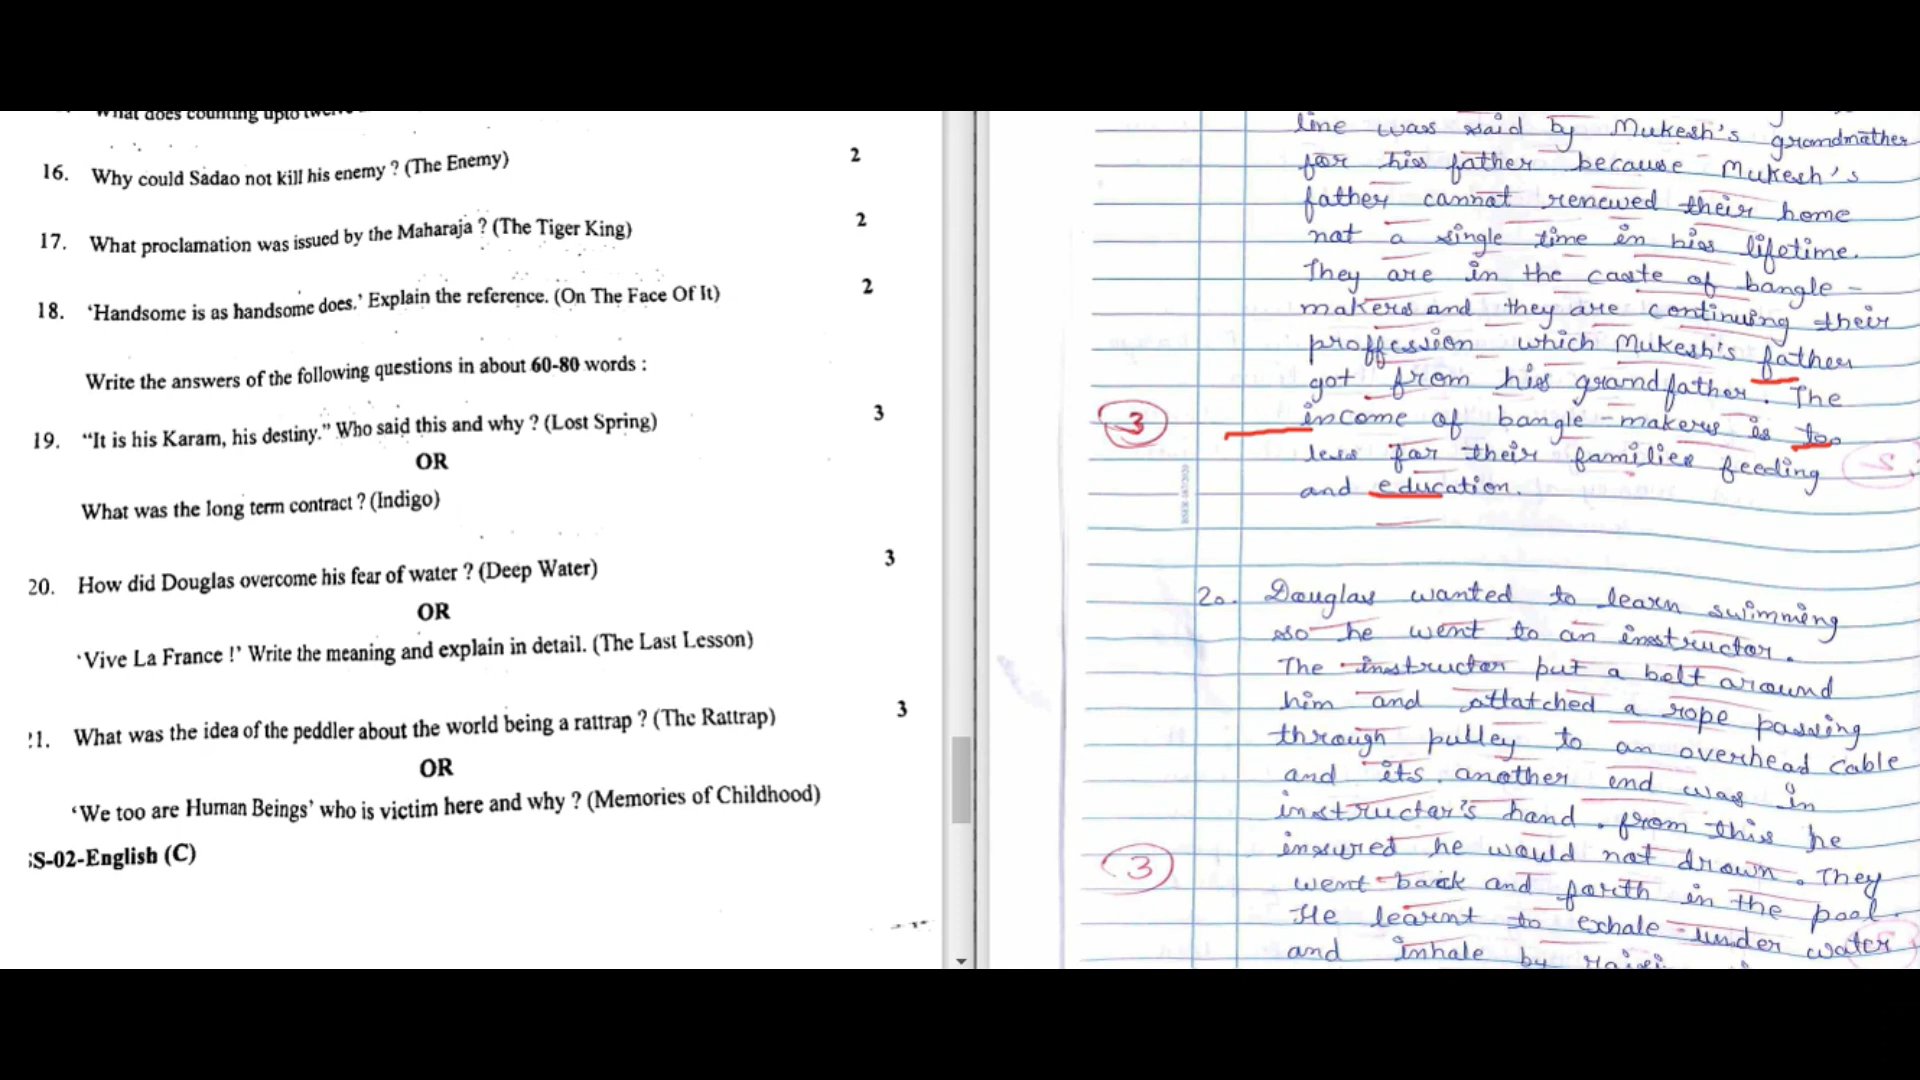 What does counting upto
16. Why could Sadao not kill his enemy ? (The Enemy) 2
17. What proclamation was issued by the Maharaja ? (The Tiger King) 2
18. ‘Handsome is as handsome does.’ Explain the reference. (On The Face Of It) 2
Write the answers of the following questions in about 60-80 words :
19. “It is his Karam, his destiny.” Who said this and why ? (Lost Spring) 3
OR
What was the long term contract ? (Indigo)
20. How did Douglas overcome his fear of water ? (Deep Water) 3
OR
‘Vive La France !’ Write the meaning and explain in detail. (The Last Lesson)
21. What was the idea of the peddler about the world being a rattrap ? (The Rattrap) 3
OR
‘We too are Human Beings’ who is victim here and why ? (Memories of Childhood)
SS-02-English (C)
line was said by Mukesh's grandmather
for his father because Mukesh's
father cannot renewed their home
not a single time in his lifetime.
They are in the caste of bangle -
makers and they are continuing their
proffession which Mukesh's father
got from his grandfather. The
3 income of bangle-makers is too
less for their families feeding
and education.
20. Douglas wanted to learn swimming
so he went to an instructor.
The instructor put a belt around
him and attatched a rope passing
through pulley to an overhead cable
and its another end was in
instructor's hand. from this he
insured he would not drown. They
3 went back and forth in the pool.
He learnt to exhale under water
and inhale by